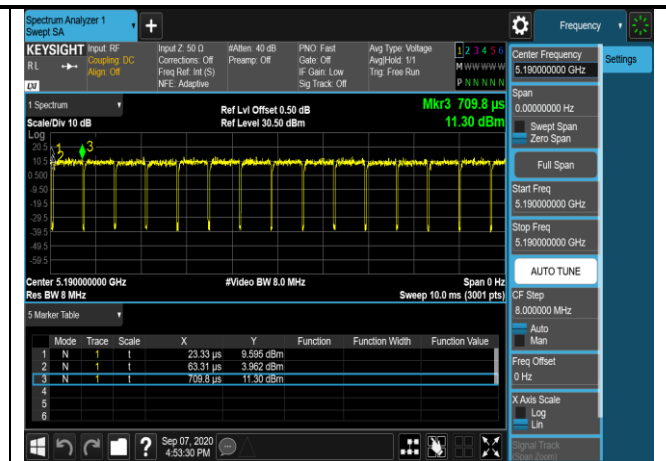 Spectrum Analyzer 1
Swept SA
Frequency
KEYSIGHT
Input: RF
Input Z: 50 Ω
#Atten: 40 dB
PNO: Fast
Avg Type: Voltage
1 2 3 4 5 6
RL
Coupling: DC
Corrections: Off
Preamp: Off
Gate: Off
Avg|Hold: 1/1
M W W W W W
Align: Off
Freq Ref: Int (S)
IF Gain: Low
Trig: Free Run
LXI
NFE: Adaptive
Sig Track: Off
P N N N N N
1 Spectrum
Ref Lvl Offset 0.50 dB
Mkr3 709.8 µs
Scale/Div 10 dB
Ref Level 30.50 dBm
11.30 dBm
Log
20.5
10.5
0.500
-9.50
-19.5
-29.5
-39.5
-49.5
-59.5
1
2
3
Center 5.190000000 GHz
#Video BW 8.0 MHz
Span 0 Hz
Res BW 8 MHz
Sweep 10.0 ms (3001 pts)
5 Marker Table
Mode Trace Scale X Y Function Function Width Function Value
1 N 1 t 23.33 µs 9.595 dBm
2 N 1 t 63.31 µs 3.962 dBm
3 N 1 t 709.8 µs 11.30 dBm
4
5
6
Sep 07, 2020
4:53:30 PM
Center Frequency
5.190000000 GHz
Settings
Span
0.00000000 Hz
Swept Span
Zero Span
Full Span
Start Freq
5.190000000 GHz
Stop Freq
5.190000000 GHz
AUTO TUNE
CF Step
8.000000 MHz
Auto
Man
Freq Offset
0 Hz
X Axis Scale
Log
Lin
Signal Track
(Span Zoom)